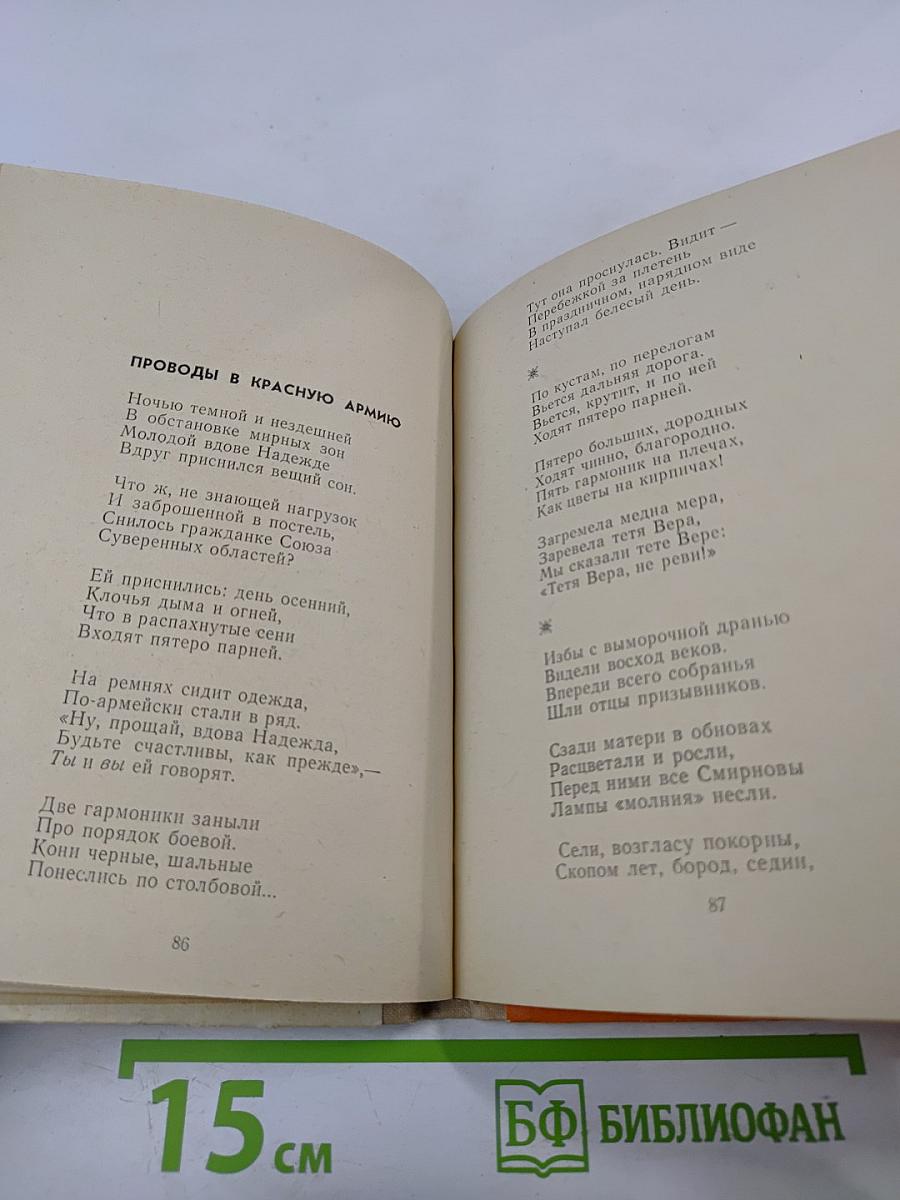 ПРОВОДЫ В КРАСНУЮ АРМИЮ
Ночью темной и нездешней
В обстановке мирных зон
Молодой вдове Надежде
Вдруг приснился вещий сон.
Что ж, не знающей нагрузок
И заброшенной в постель,
Снилось гражданке Союза
Суверенных областей?
Ей приснились: день осенний,
Клочья дыма и огней,
Что в распахнутые сени
Входят пятеро парней.
На ремнях сидит одежда,
По-армейски стали в ряд.
«Ну, прощай, вдова Надежда,
Будьте счастливы, как прежде»,—
Ты и вы ей говорят.
Две гармоники заныли
Про порядок боевой.
Кони черные, шальные
Понеслись по столбовой...
86
Тут она проснулась. Видит —
Перебежкой за плетень
В праздничном, нарядном виде
Наступал белесый день.
По кустам, по перелогам
Вьется дальняя дорога.
Вьется, крутит, и по ней
Ходят пятеро парней.
Пятеро больших, дородных
Ходят чинно, благородно.
Пять гармоник на плечах,
Как цветы на кирпичах!
Загремела медна мера,
Заревела тетя Вера,
Мы сказали тете Вере:
«Тетя Вера, не реви!»
Избы с выморочной дранью
Видели восход веков.
Впереди всего собранья
Шли отцы призывников.
Сзади матери в обновах
Расцветали и росли,
Перед ними все Смирновы
Лампы «молния» несли.
Сели, возгласу покорны,
Скопом лет, бород, седин,
87
15 см
БФ БИБЛИОФАН